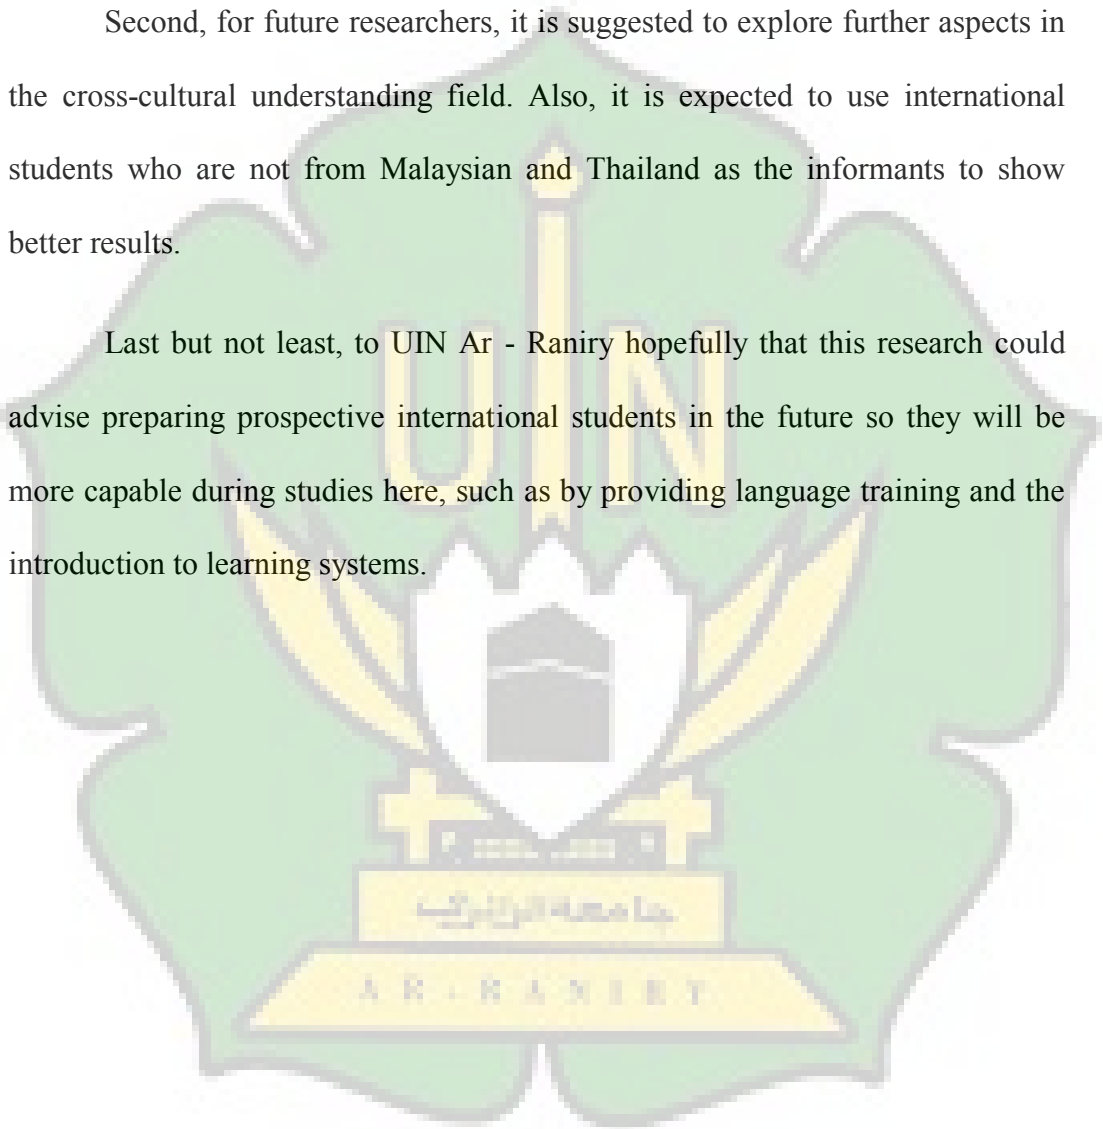 Second, for future researchers, it is suggested to explore further aspects in
the cross-cultural understanding field. Also, it is expected to use international
students who are not from Malaysian and Thailand as the informants to show
better results.
Last but not least, to UIN Ar - Raniry hopefully that this research could
advise preparing prospective international students in the future so they will be
more capable during studies here, such as by providing language training and the
introduction to learning systems.
UIN
جامعة الرانيري
AR-RANIRY